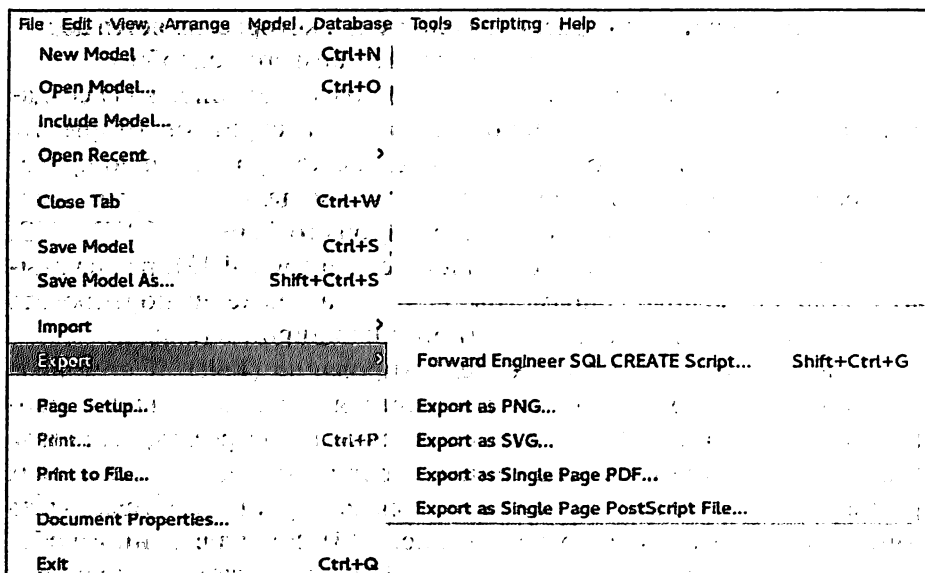 File Edit View Arrange Model Database Tools Scripting Help
New Model Ctrl+N
Open Model... Ctrl+O
Include Model...
Open Recent >
Close Tab Ctrl+W
Save Model Ctrl+S
Save Model As... Shift+Ctrl+S
Import >
Export >
Forward Engineer SQL CREATE Script... Shift+Ctrl+G
Page Setup...
Export as PNG...
Print... Ctrl+P
Export as SVG...
Print to File...
Export as Single Page PDF...
Document Properties...
Export as Single Page PostScript File...
Exit Ctrl+Q